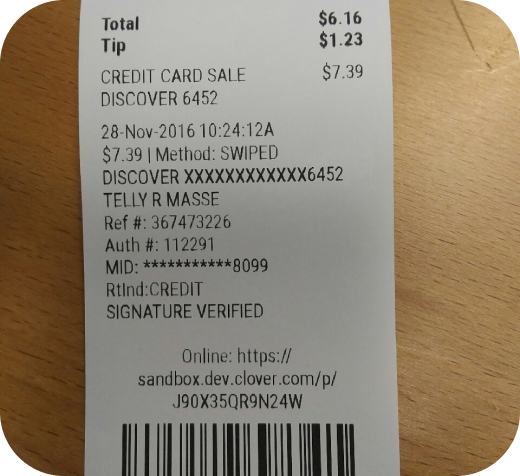 Total $6.16
Tip $1.23
CREDIT CARD SALE $7.39
DISCOVER 6452
28-Nov-2016 10:24:12A
$7.39 | Method: SWIPED
DISCOVER XXXXXXXXXXXX6452
TELLY R MASSE
Ref #: 367473226
Auth #: 112291
MID: ***********8099
RtInd:CREDIT
SIGNATURE VERIFIED
Online: https://
sandbox.dev.clover.com/p/
J90X35QR9N24W